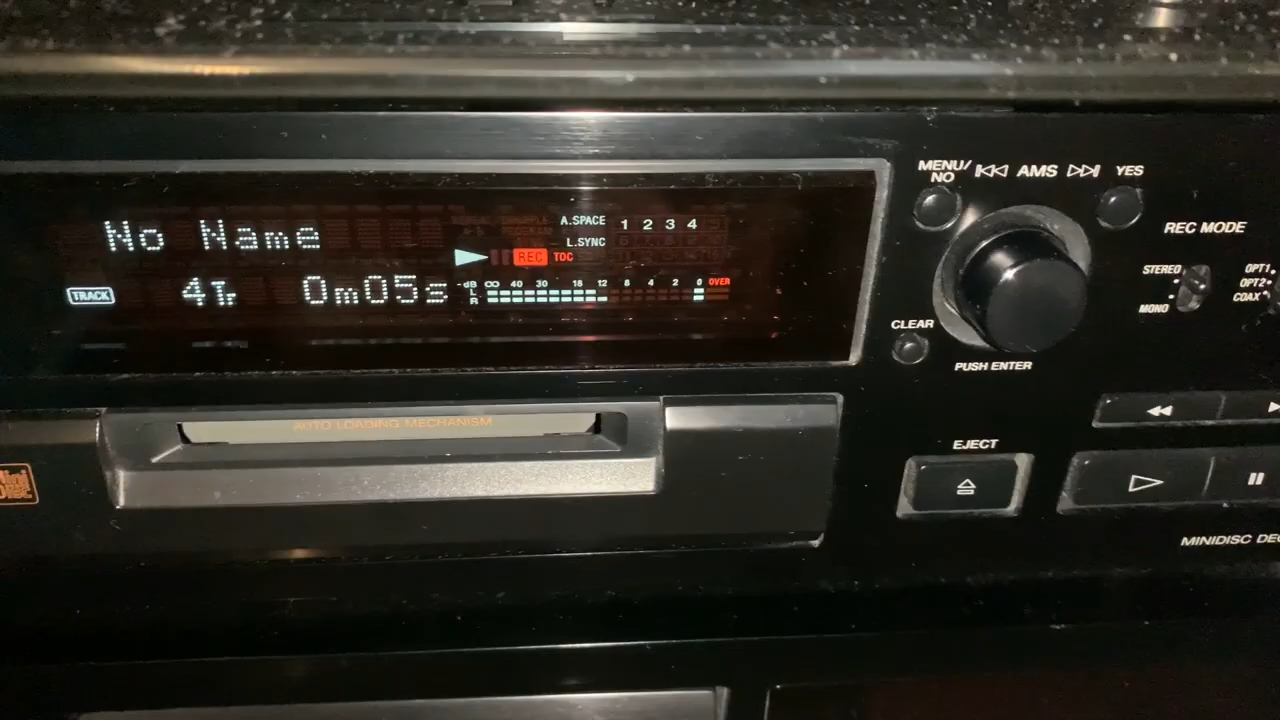 MENU/
NO
AMS
YES
No Name
A.SPACE
1 2 3 4
L.SYNC
REC TOC
TRACK
4Tr 0m05s
-dB ∞ 40 30 18 12 8 4 2 0 OVER
L
R
REC MODE
STEREO
MONO
OPT1
OPT2
COAX
CLEAR
PUSH ENTER
AUTO LOADING MECHANISM
EJECT
Mini
Disc
MINIDISC DEC